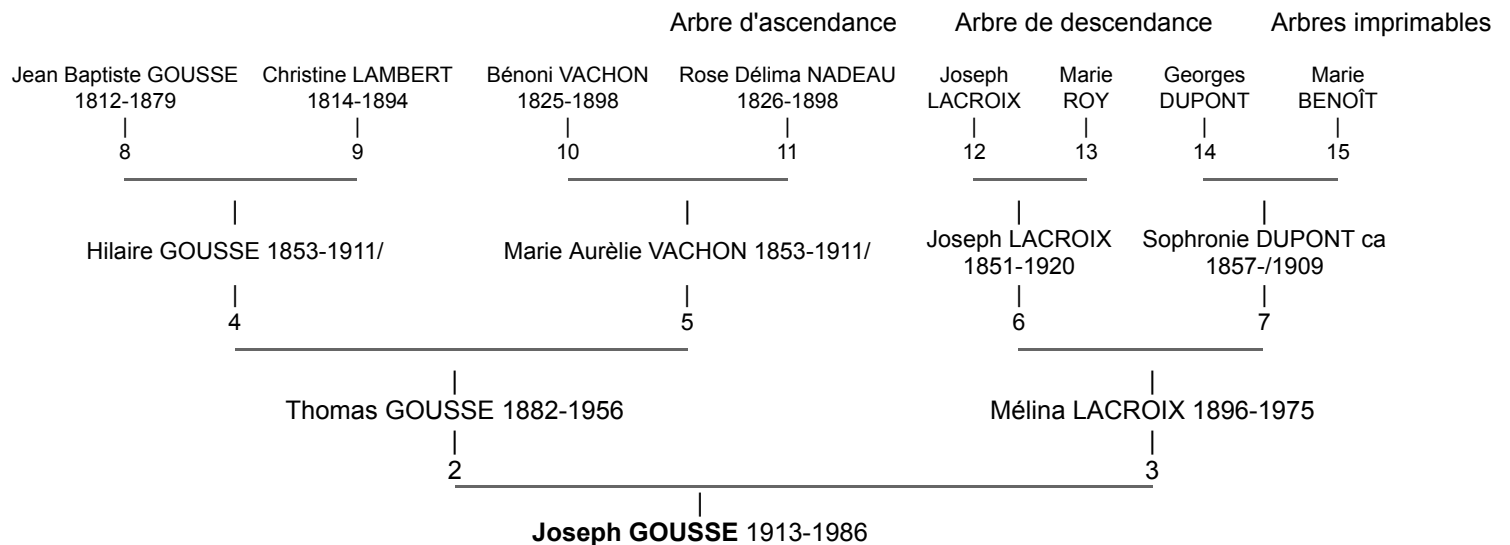 Arbre d'ascendance Arbre de descendance Arbres imprimables
Jean Baptiste GOUSSE
1812-1879
Christine LAMBERT
1814-1894
Bénoni VACHON
1825-1898
Rose Délima NADEAU
1826-1898
Joseph
LACROIX
Marie
ROY
Georges
DUPONT
Marie
BENOÎT
8 9 10 11 12 13 14 15
Hilaire GOUSSE 1853-1911/
Marie Aurèlie VACHON 1853-1911/
Joseph LACROIX
1851-1920
Sophronie DUPONT ca
1857-/1909
4 5 6 7
Thomas GOUSSE 1882-1956
Mélina LACROIX 1896-1975
2 3
Joseph GOUSSE 1913-1986